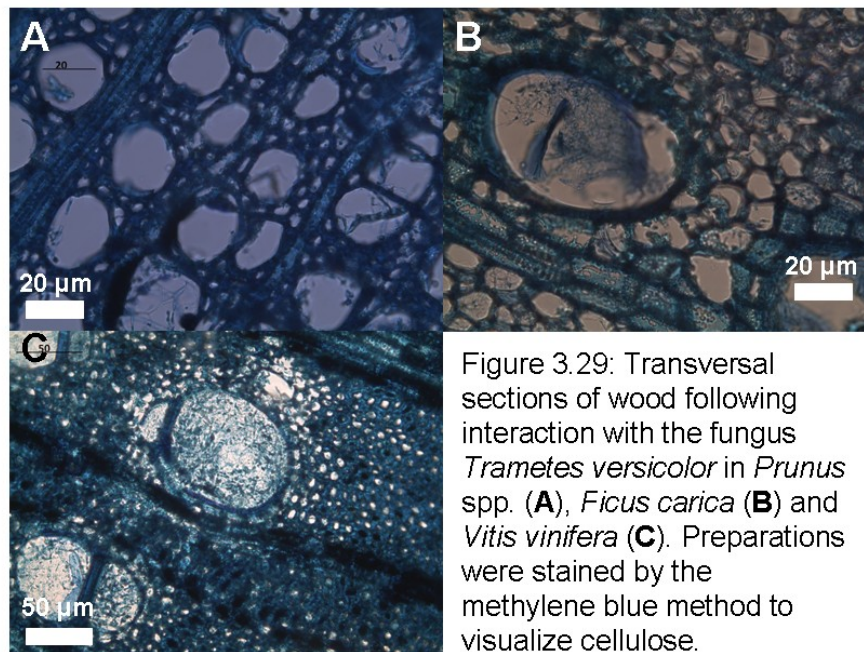 A
20
20 µm
B
20 µm
C
50
50 µm
Figure 3.29: Transversal
sections of wood following
interaction with the fungus
Trametes versicolor in Prunus
spp. (A), Ficus carica (B) and
Vitis vinifera (C). Preparations
were stained by the
methylene blue method to
visualize cellulose.